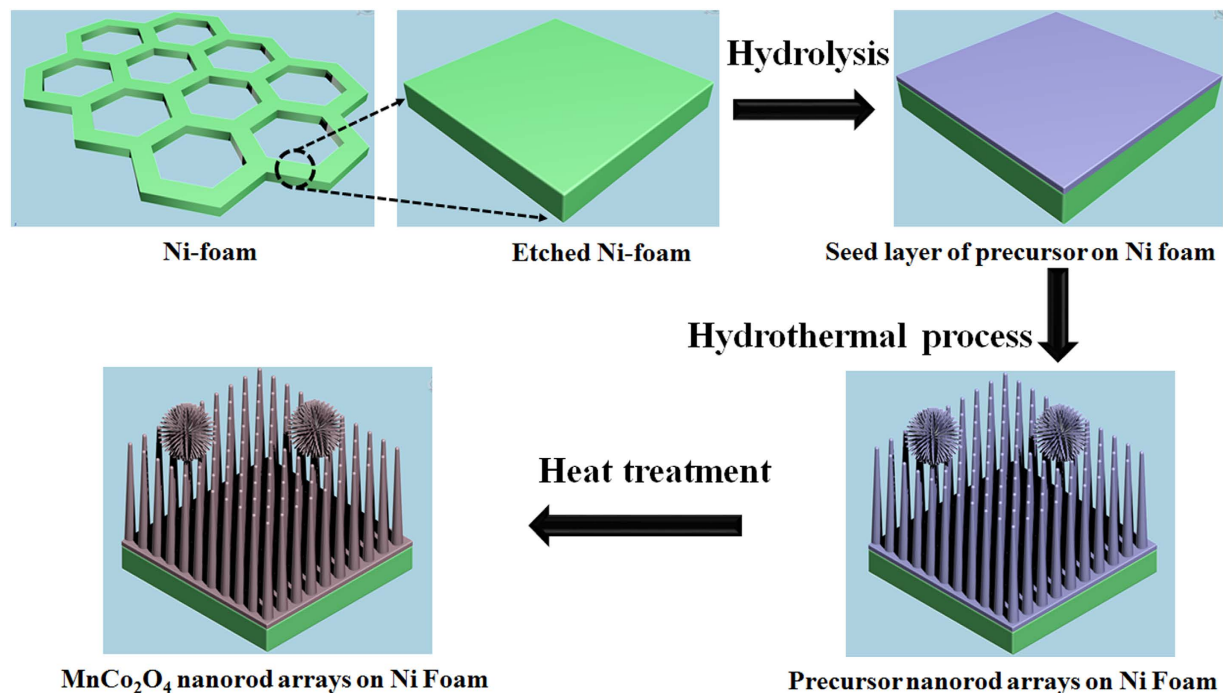 Hydrolysis
Ni-foam
Etched Ni-foam
Seed layer of precursor on Ni foam
Hydrothermal process
Heat treatment
MnCo₂O₄ nanorod arrays on Ni Foam
Precursor nanorod arrays on Ni Foam